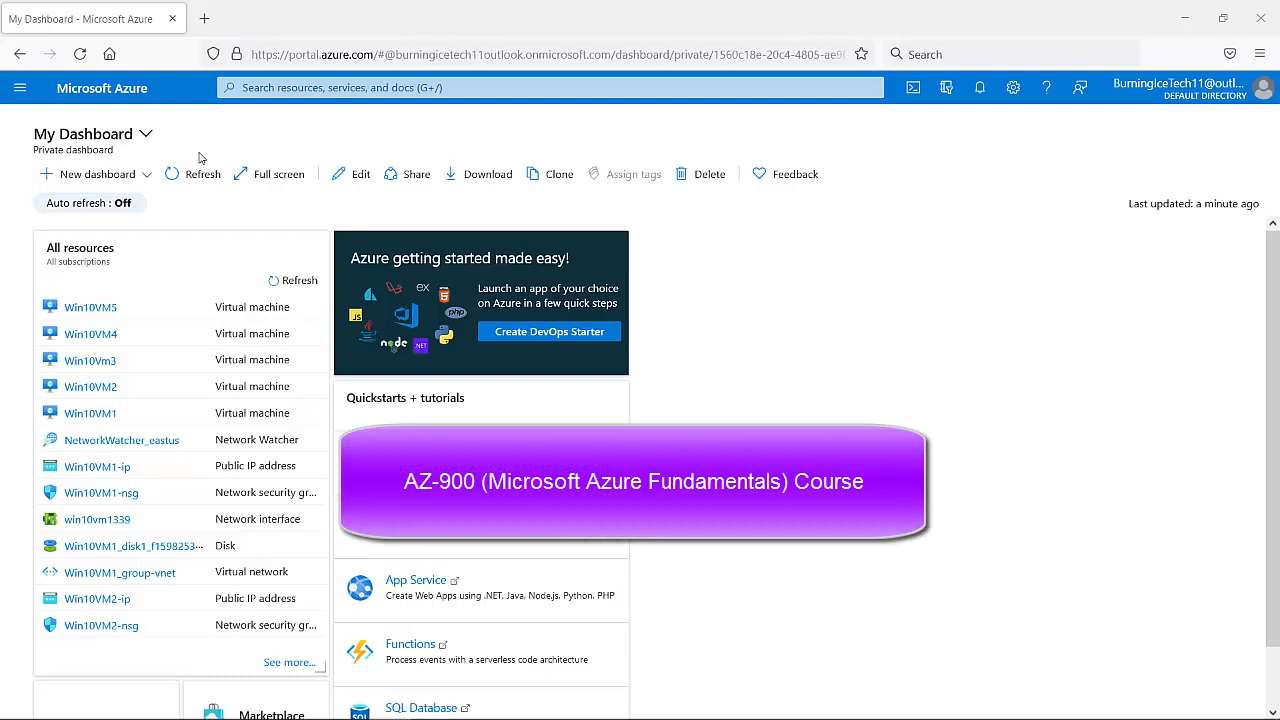 My Dashboard - Microsoft Azure
https://portal.azure.com/#@burningicetech11outlook.onmicrosoft.com/dashboard/private/1560c18e-20c4-4805-ae9f
Search
Microsoft Azure
Search resources, services, and docs (G+/)
BurningIceTech11@outl...
DEFAULT DIRECTORY
My Dashboard
Private dashboard
New dashboard
Refresh
Full screen
Edit
Share
Download
Clone
Assign tags
Delete
Feedback
Auto refresh : Off
Last updated: a minute ago
All resources
All subscriptions
Refresh
Win10VM5 Virtual machine
Win10VM4 Virtual machine
Win10Vm3 Virtual machine
Win10VM2 Virtual machine
Win10VM1 Virtual machine
NetworkWatcher_eastus Network Watcher
Win10VM1-ip Public IP address
Win10VM1-nsg Network security gr...
win10vm1339 Network interface
Win10VM1_disk1_f1598253... Disk
Win10VM1_group-vnet Virtual network
Win10VM2-ip Public IP address
Win10VM2-nsg Network security gr...
See more...
Azure getting started made easy!
Launch an app of your choice
on Azure in a few quick steps
Create DevOps Starter
ex
JS
php
node
.NET
Quickstarts + tutorials
AZ-900 (Microsoft Azure Fundamentals) Course
App Service
Create Web Apps using .NET, Java, Node.js, Python, PHP
Functions
Process events with a serverless code architecture
SQL Database
SQL
Marketplace